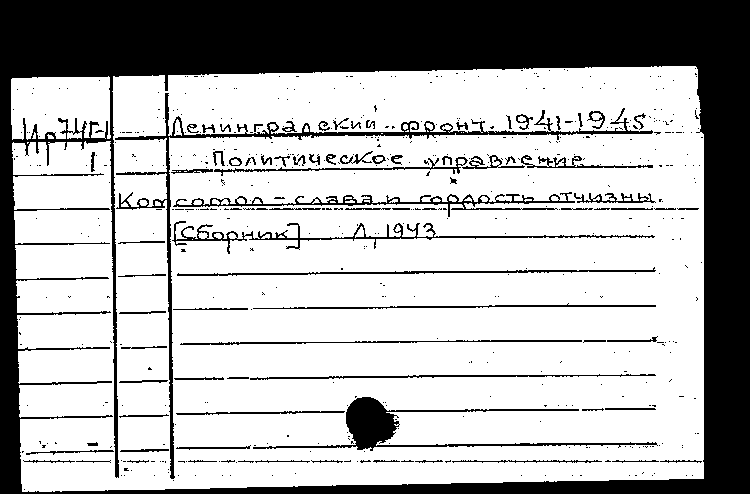 Ленинградский фронт. 1941-1945
Политическое управление
Комсомол - слава и гордость отчизны.
[Сборник] Л, 1943